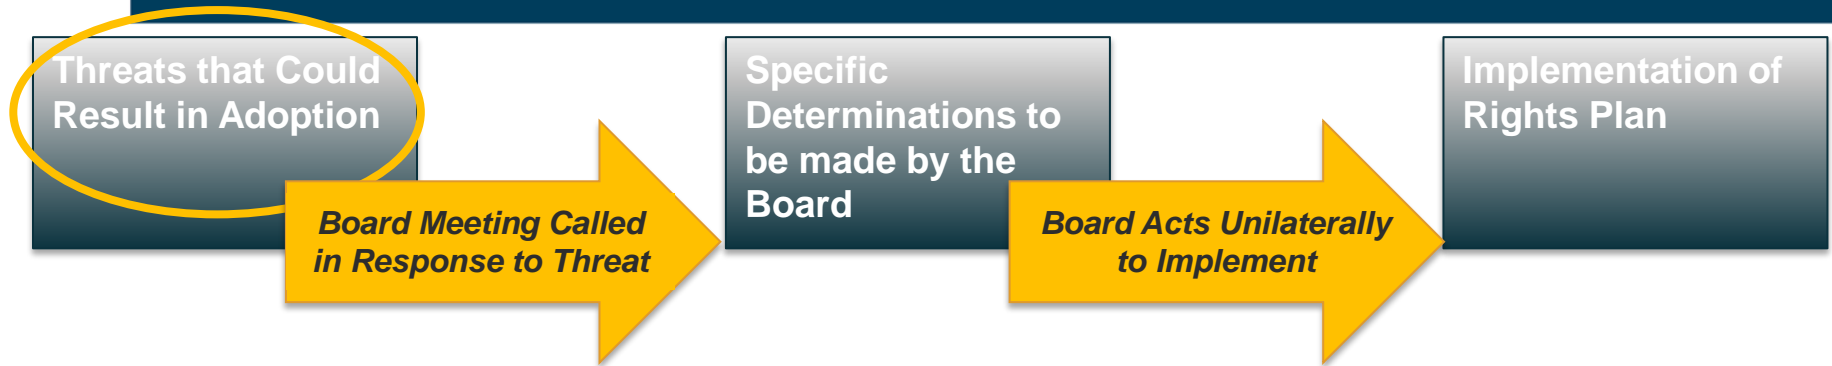 Threats that Could
Result in Adoption
Board Meeting Called
in Response to Threat
Specific
Determinations to
be made by the
Board
Board Acts Unilaterally
to Implement
Implementation of
Rights Plan